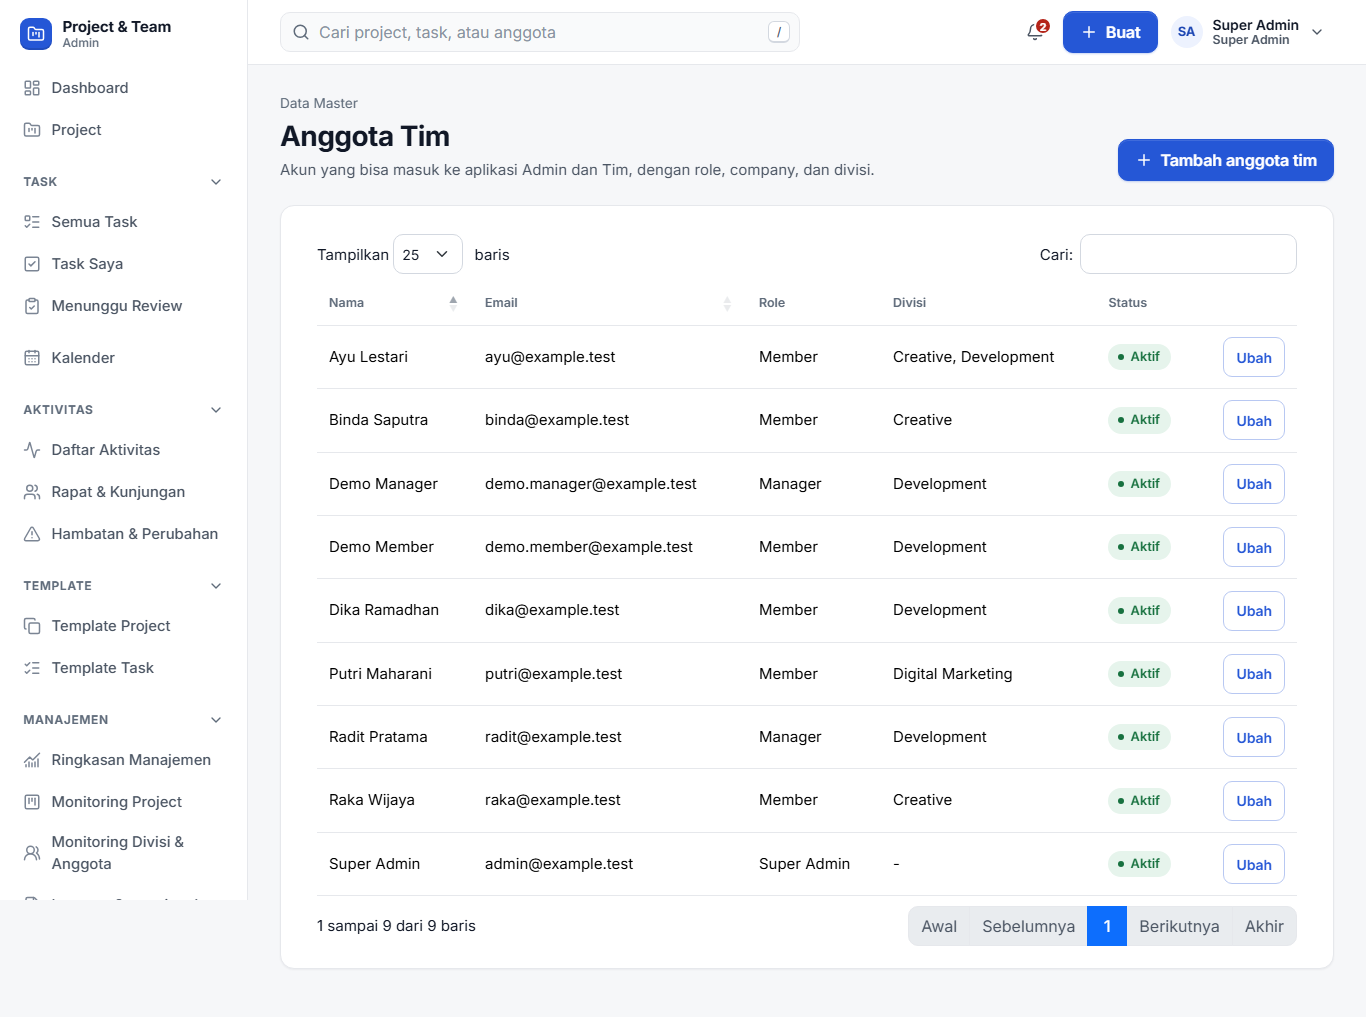 Project & Team
Admin
Dashboard
Project
TASK
Semua Task
Task Saya
Menunggu Review
Kalender
AKTIVITAS
Daftar Aktivitas
Rapat & Kunjungan
Hambatan & Perubahan
TEMPLATE
Template Project
Template Task
MANAJEMEN
Ringkasan Manajemen
Monitoring Project
Monitoring Divisi &
Anggota
Cari project, task, atau anggota /
2
Buat
SA
Super Admin
Super Admin
Data Master
Anggota Tim
Akun yang bisa masuk ke aplikasi Admin dan Tim, dengan role, company, dan divisi.
Tambah anggota tim
Tampilkan 25 baris
Cari:
Nama Email Role Divisi Status
Ayu Lestari ayu@example.test Member Creative, Development Aktif Ubah
Binda Saputra binda@example.test Member Creative Aktif Ubah
Demo Manager demo.manager@example.test Manager Development Aktif Ubah
Demo Member demo.member@example.test Member Development Aktif Ubah
Dika Ramadhan dika@example.test Member Development Aktif Ubah
Putri Maharani putri@example.test Member Digital Marketing Aktif Ubah
Radit Pratama radit@example.test Manager Development Aktif Ubah
Raka Wijaya raka@example.test Member Creative Aktif Ubah
Super Admin admin@example.test Super Admin - Aktif Ubah
1 sampai 9 dari 9 baris
Awal Sebelumnya 1 Berikutnya Akhir